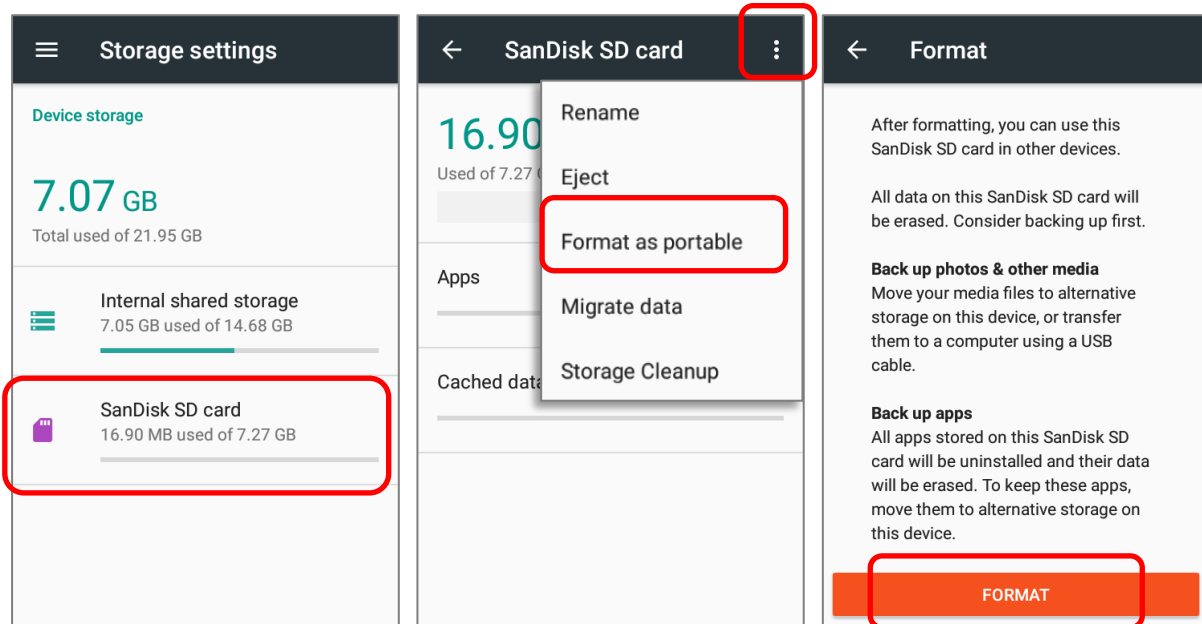 Storage settings
Device storage
7.07 GB
Total used of 21.95 GB
Internal shared storage
7.05 GB used of 14.68 GB
SanDisk SD card
16.90 MB used of 7.27 GB
SanDisk SD card
16.90
Used of 7.27
Apps
Cached data
Rename
Eject
Format as portable
Migrate data
Storage Cleanup
Format
After formatting, you can use this
SanDisk SD card in other devices.
All data on this SanDisk SD card will
be erased. Consider backing up first.
Back up photos & other media
Move your media files to alternative
storage on this device, or transfer
them to a computer using a USB
cable.
Back up apps
All apps stored on this SanDisk SD
card will be uninstalled and their data
will be erased. To keep these apps,
move them to alternative storage on
this device.
FORMAT